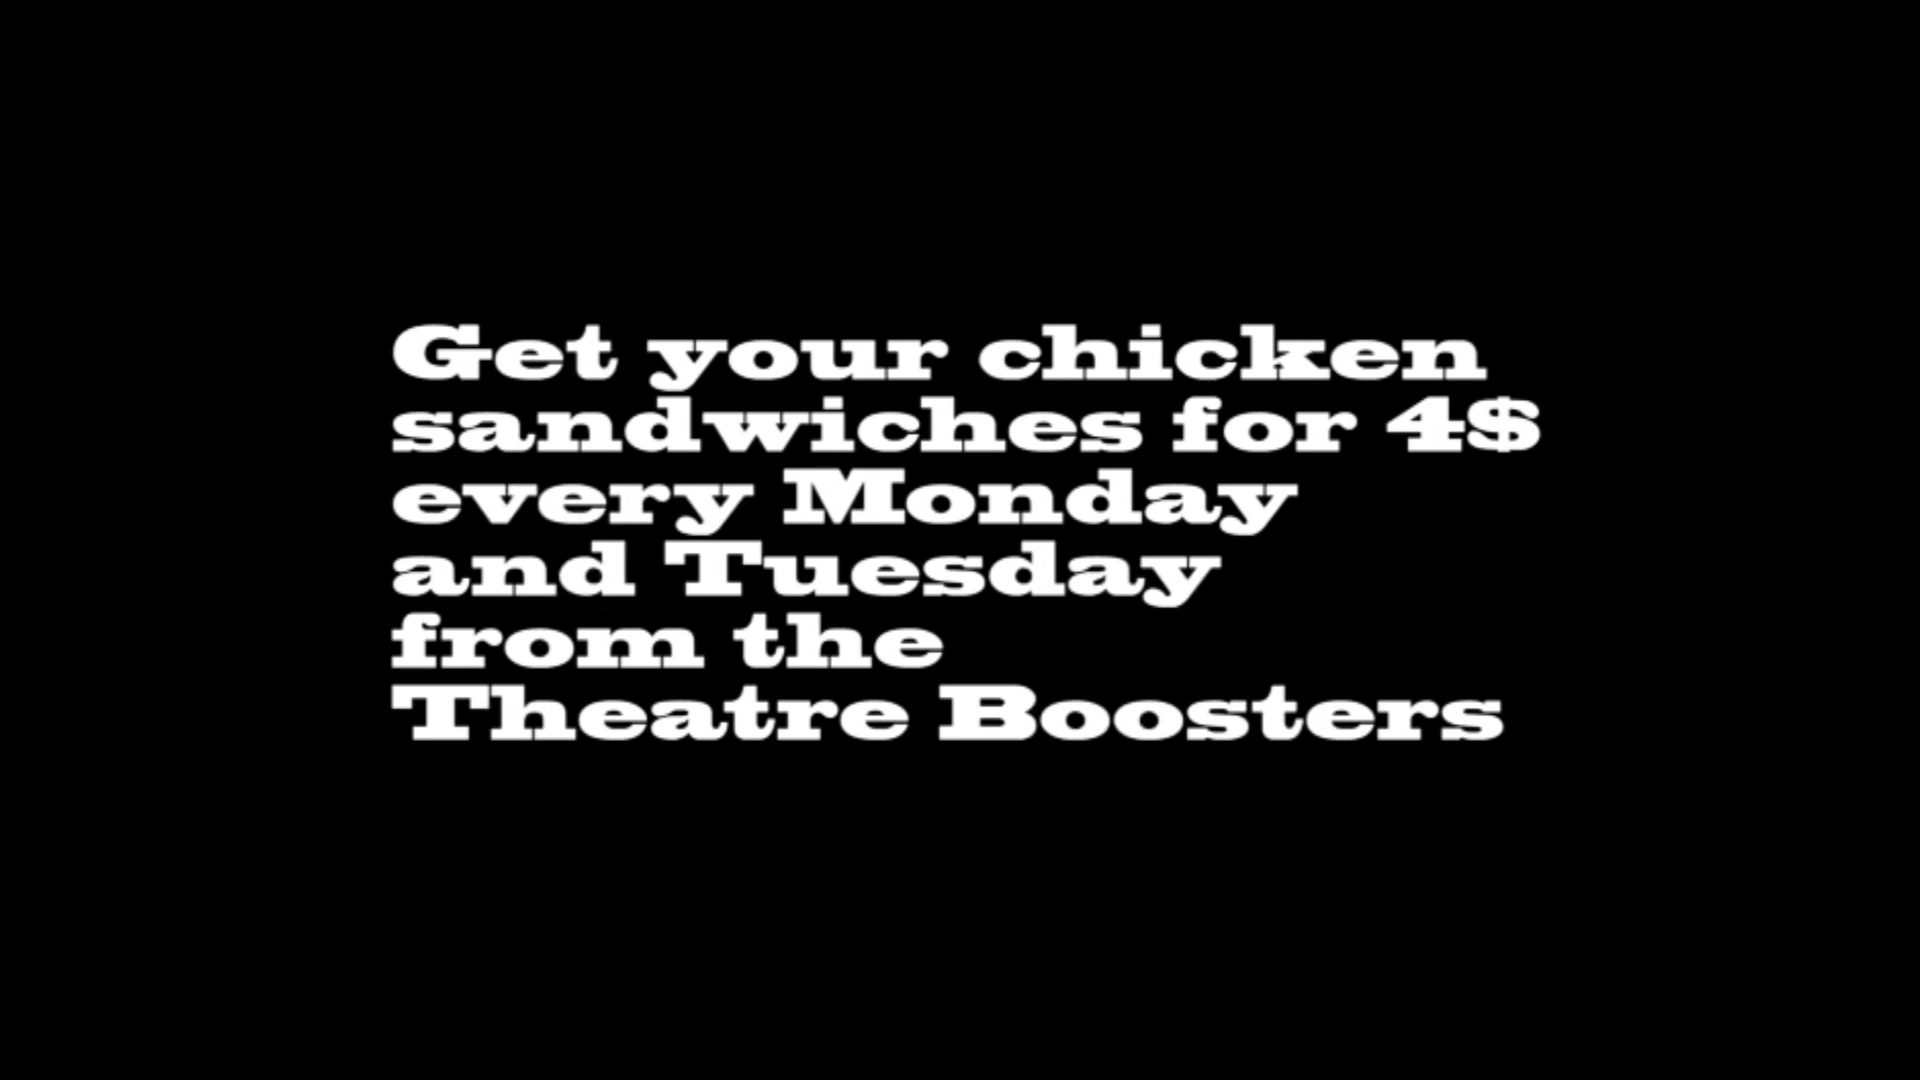 Get your chicken
sandwiches for 4$
every Monday
and Tuesday
from the
Theatre Boosters